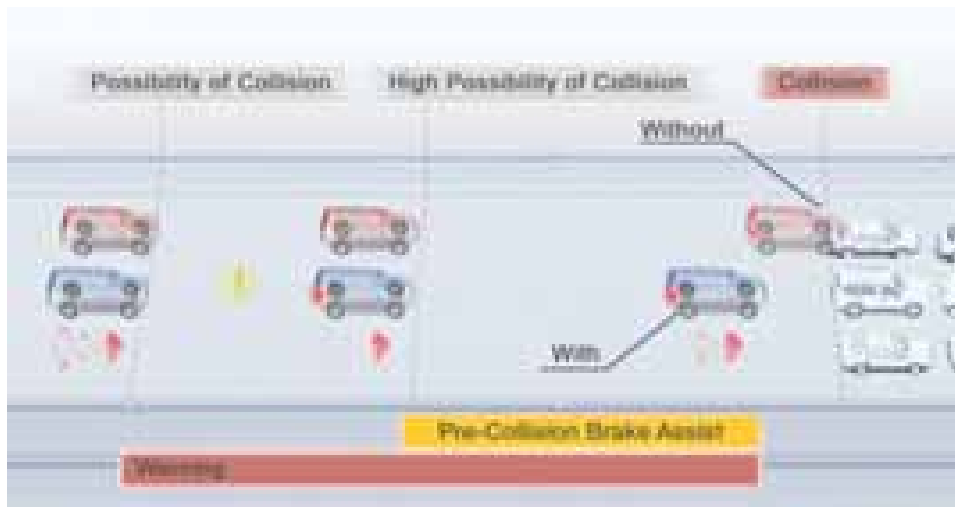 Possibility of Collision
High Possibility of Collision
Collision
Without
With
Pre-Collision Brake Assist
Warning